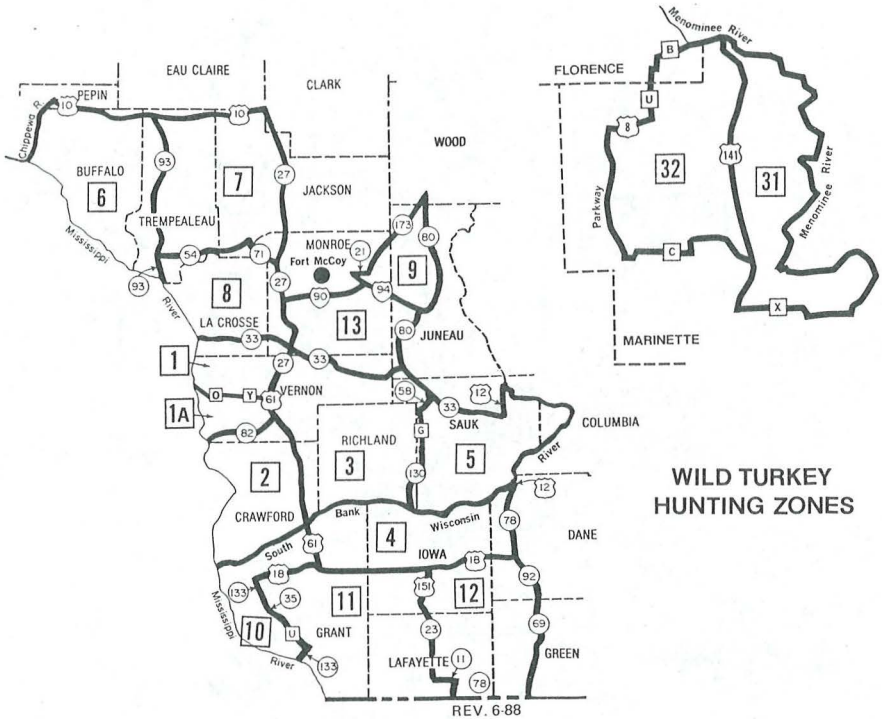 Menominee River
B
EAU CLAIRE
FLORENCE
CLARK
PEPIN
10
10
U
Chippewa R.
8
WOOD
93
141
BUFFALO
32
31
6
7
27
Parkway
Menominee River
JACKSON
TREMPEALEAU
173
MONROE
21
80
Mississippi
54
71
Fort McCoy
9
C
93
27
94
90
River
8
X
13
LA CROSSE
80
JUNEAU
33
MARINETTE
1
27
33
VERNON
O
Y
61
58
12
1A
33
SAUK
COLUMBIA
82
G
RICHLAND
2
3
5
River
130
12
WILD TURKEY
HUNTING ZONES
CRAWFORD
Bank
Wisconsin
78
4
DANE
South
61
IOWA
18
18
133
151
92
35
11
12
Mississippi
10
U
GRANT
23
69
River
133
LAFAYETTE
11
GREEN
78
REV. 6-88